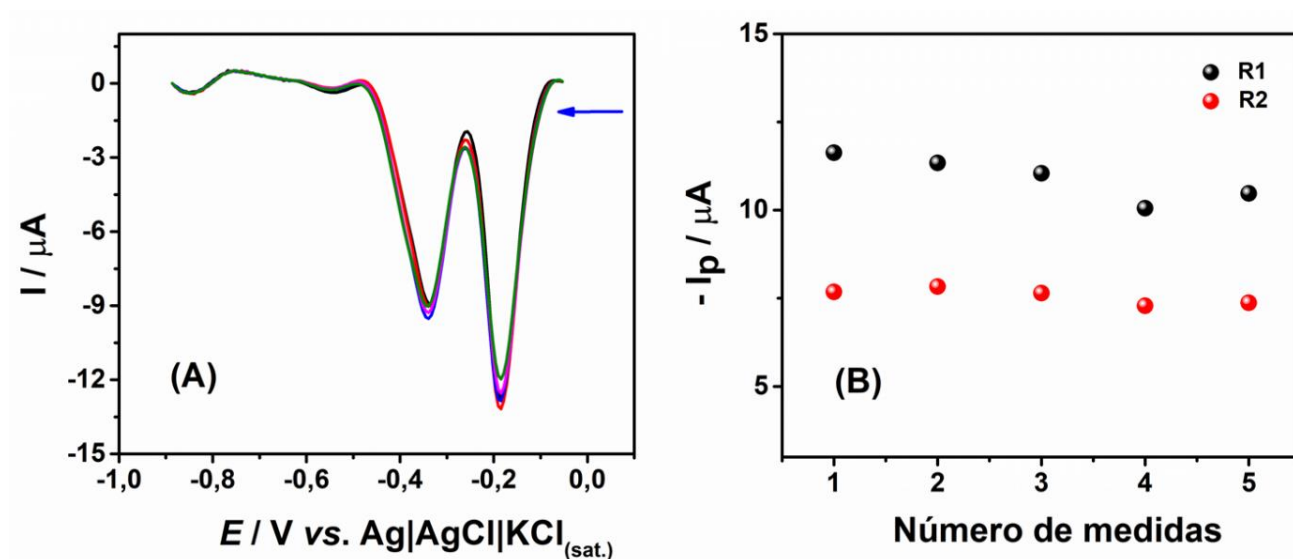 0
-3
-6
-9
-12
-15
I / μA
(A)
-1,0
-0,8
-0,6
-0,4
-0,2
0,0
E / V vs. Ag|AgCl||KCl(sat.)
15
10
5
- Ip / μA
R1
R2
(B)
1
2
3
4
5
Número de medidas